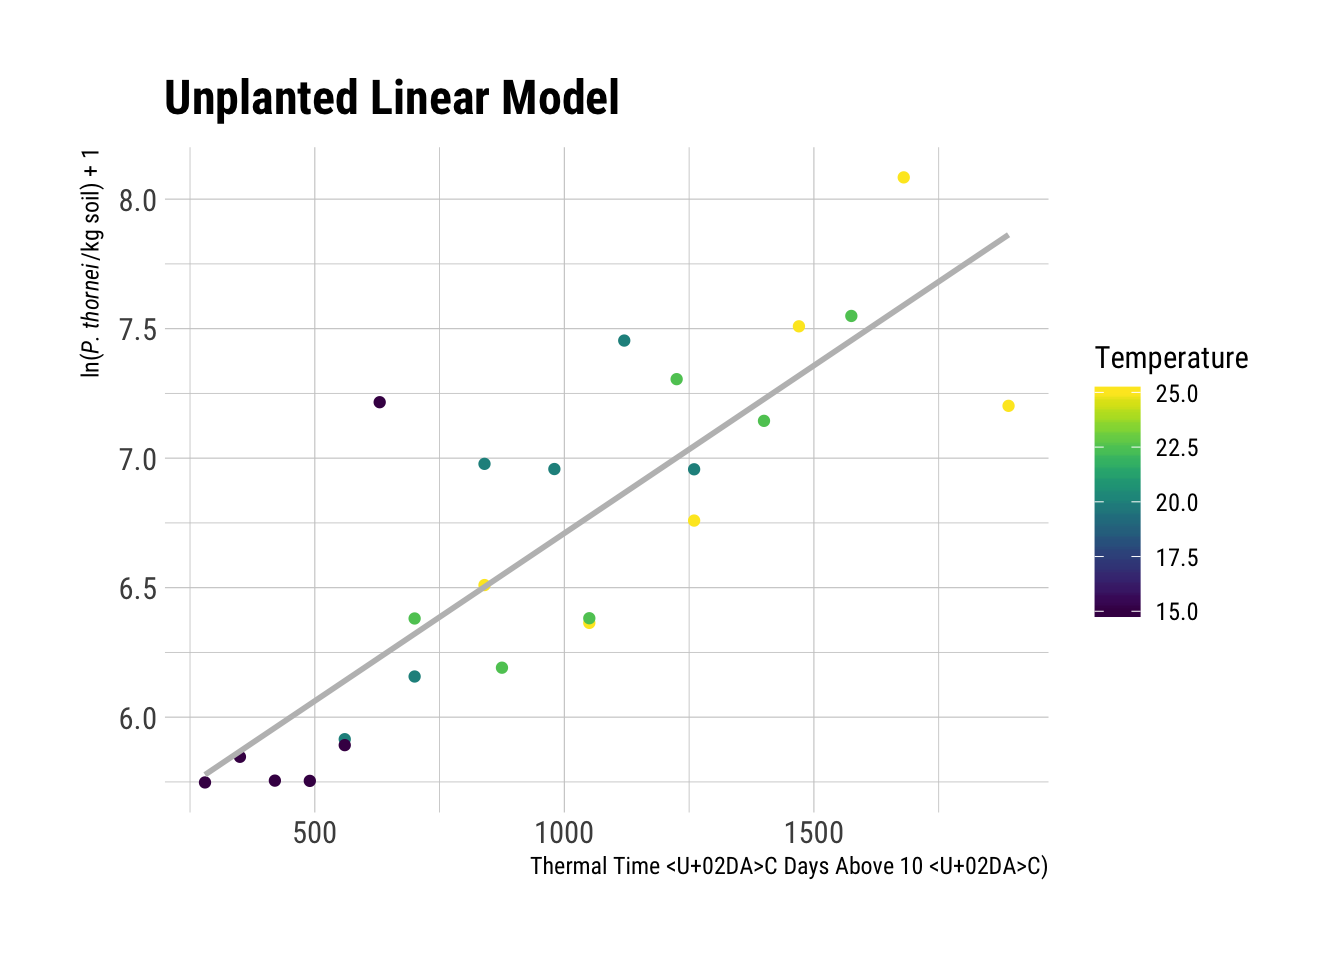 Unplanted Linear Model
ln(P. thornei/kg soil) + 1
8.0
7.5
7.0
6.5
6.0
500 1000 1500
Thermal Time <U+02DA>C Days Above 10 <U+02DA>C)
Temperature
25.0
22.5
20.0
17.5
15.0